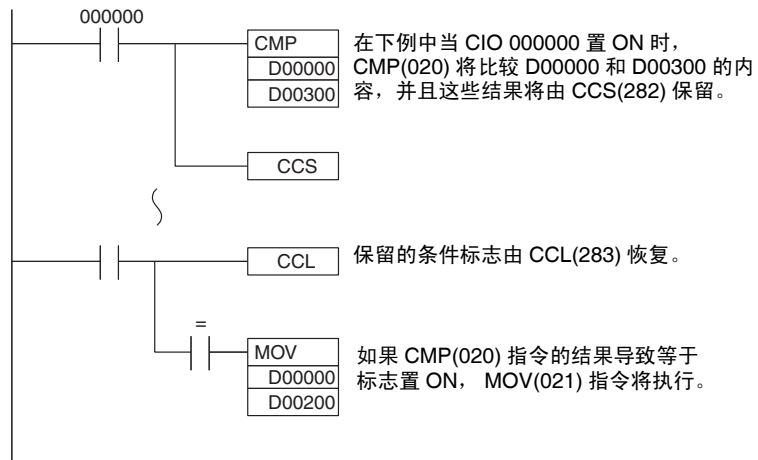 000000
CMP
D00000
D00300
在下例中当 CIO 000000 置 ON 时，
CMP(020) 将比较 D00000 和 D00300 的内
容，并且这些结果将由 CCS(282) 保留。
CCS
CCL
保留的条件标志由 CCL(283) 恢复。
=
MOV
D00000
D00200
如果 CMP(020) 指令的结果导致等于
标志置 ON， MOV(021) 指令将执行。